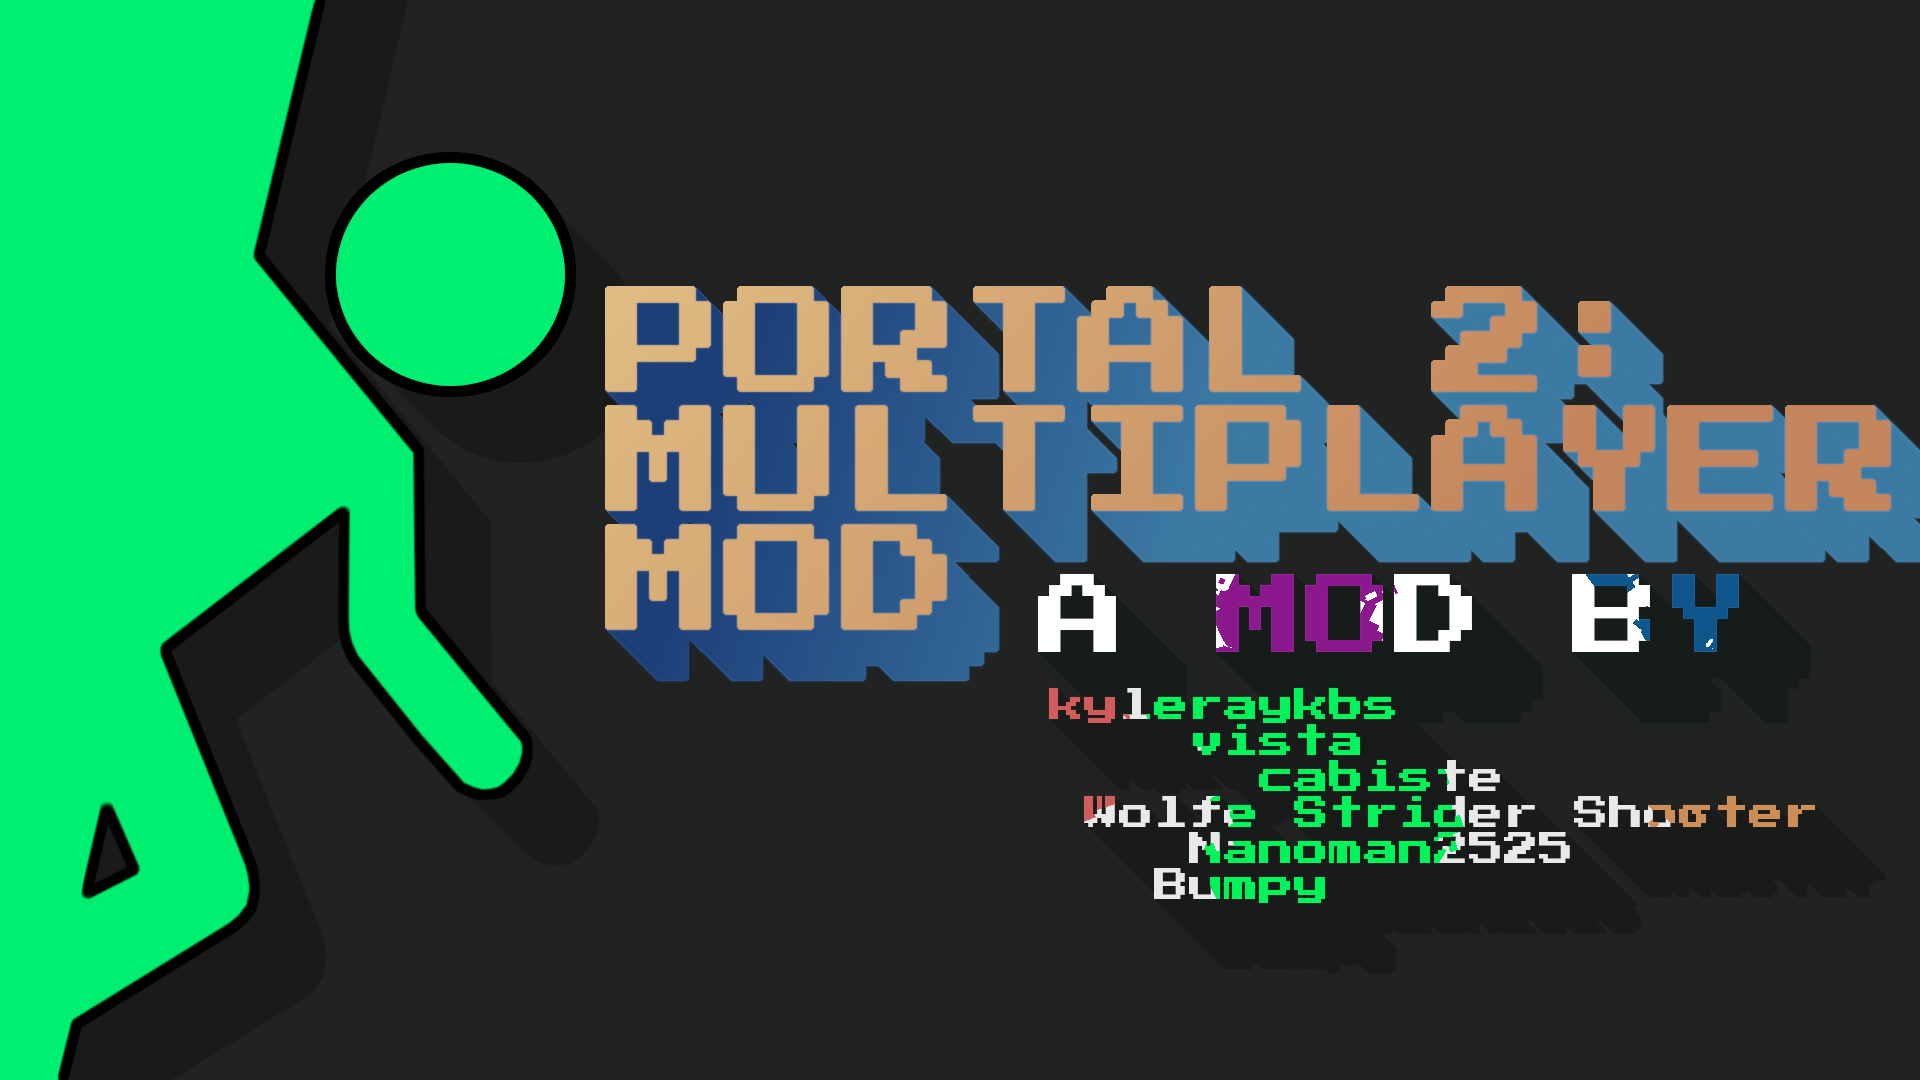 PORTAL 2:
MULTIPLAYER
MOD
A MOD BY
kyleraykbs
vista
cabiste
Wolfe Strider Shooter
Nanoman2525
Bumpy